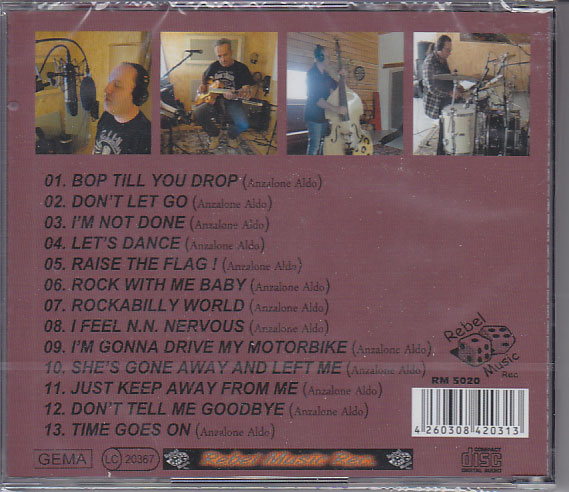 01. BOP TILL YOU DROP (Anzalone Aldo)
02. DON'T LET GO (Anzalone Aldo)
03. I'M NOT DONE (Anzalone Aldo)
04. LET'S DANCE (Anzalone Aldo)
05. RAISE THE FLAG ! (Anzalone Aldo)
06. ROCK WITH ME BABY (Anzalone Aldo)
07. ROCKABILLY WORLD (Anzalone Aldo)
08. I FEEL N.N. NERVOUS (Anzalone Aldo)
09. I'M GONNA DRIVE MY MOTORBIKE (Anzalone Aldo)
10. SHE'S GONE AWAY AND LEFT ME (Anzalone Aldo)
11. JUST KEEP AWAY FROM ME (Anzalone Aldo)
12. DON'T TELL ME GOODBYE (Anzalone Aldo)
13. TIME GOES ON (Anzalone Aldo)
Rebel
Music
Rec
RM 5020
4 260308 420313
GEMA
LC 20367
Rebel Music Rec
COMPACT
disc
DIGITAL AUDIO